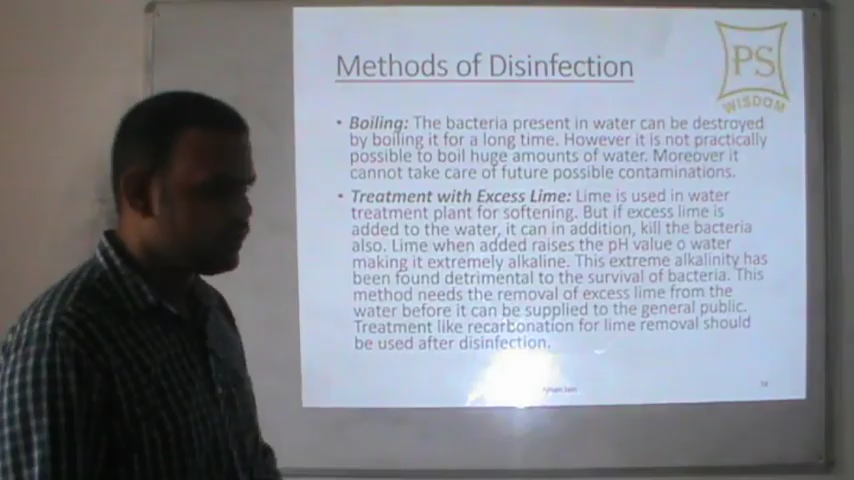 Methods of Disinfection
PS
WISDOM
• Boiling: The bacteria present in water can be destroyed
by boiling it for a long time. However it is not practically
possible to boil huge amounts of water. Moreover it
cannot take care of future possible contaminations.
• Treatment with Excess Lime: Lime is used in water
treatment plant for softening. But if excess lime is
added to the water, it can in addition, kill the bacteria
also. Lime when added raises the pH value o water
making it extremely alkaline. This extreme alkalinity has
been found detrimental to the survival of bacteria. This
method needs the removal of excess lime from the
water before it can be supplied to the general public.
Treatment like recarbonation for lime removal should
be used after disinfection.